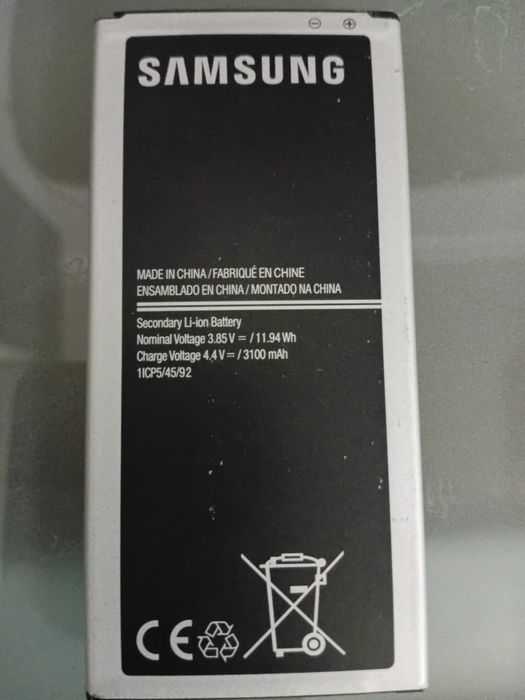 SAMSUNG
MADE IN CHINA / FABRIQUÉ EN CHINE
ENSAMBLADO EN CHINA / MONTADO NA CHINA
Secondary Li-ion Battery
Nominal Voltage 3.85 V ⎓ / 11.94 Wh
Charge Voltage 4.4 V ⎓ / 3100 mAh
1ICP5/45/92
CE